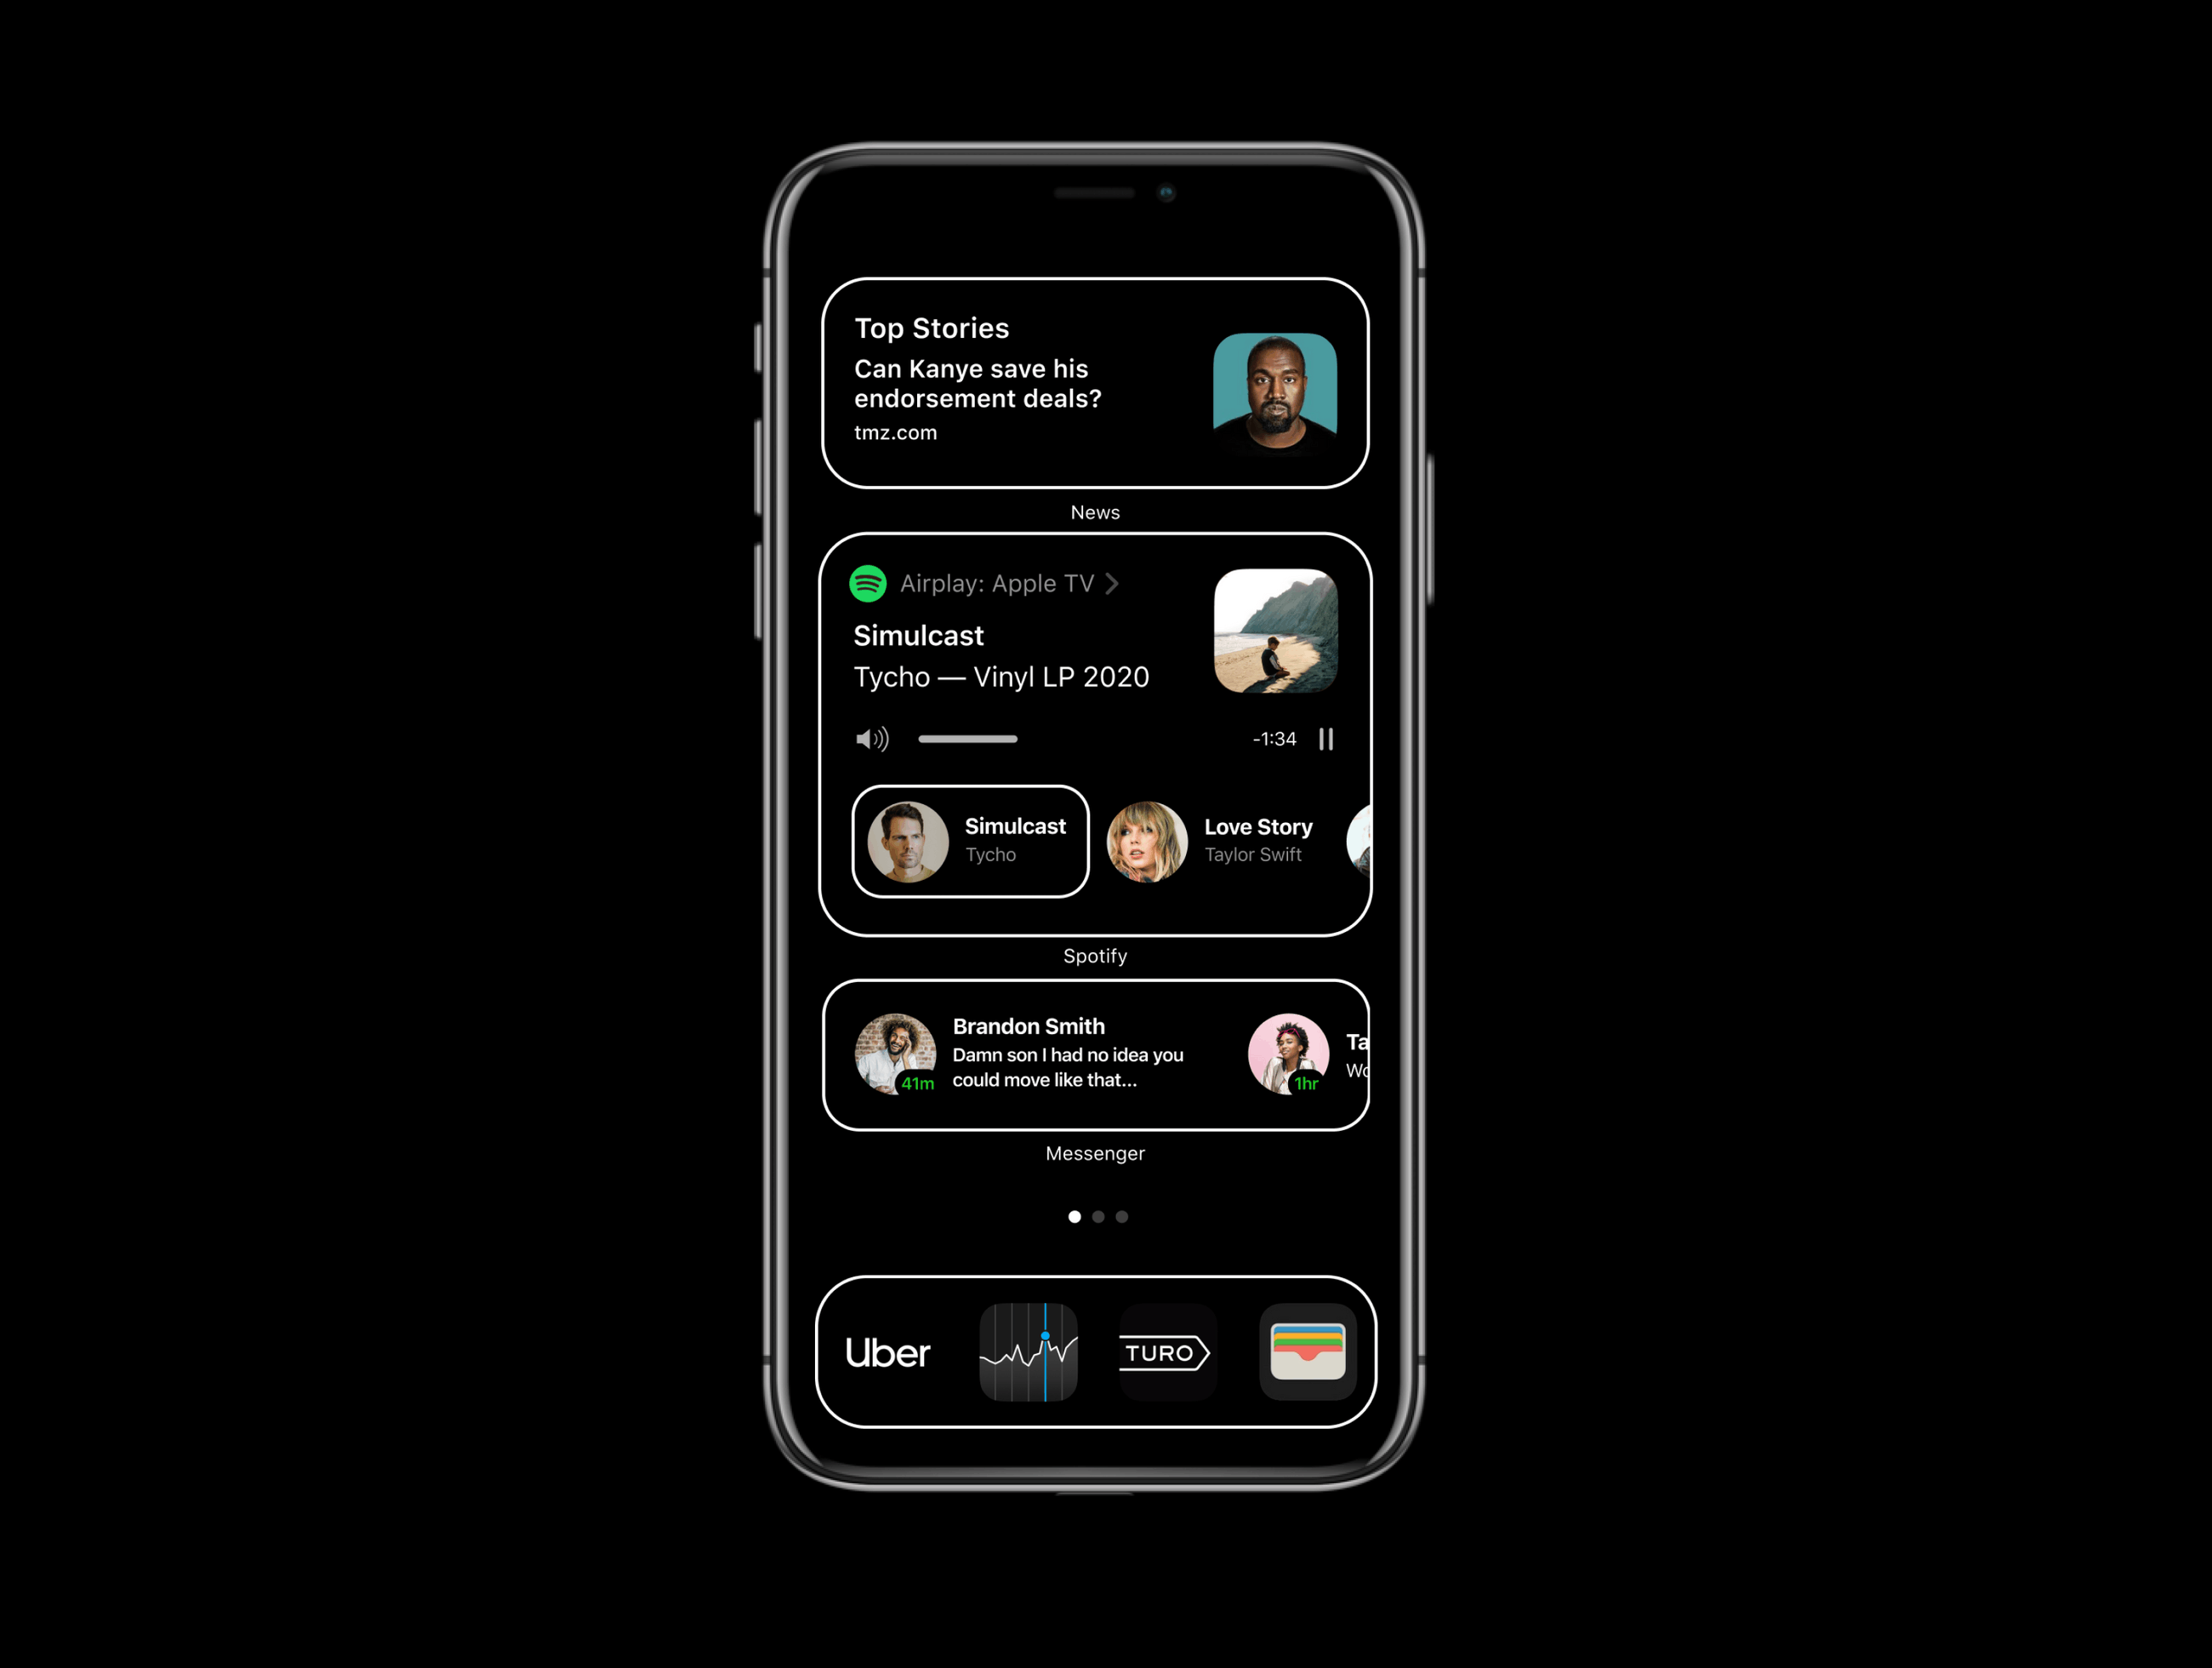 Top Stories
Can Kanye save his
endorsement deals?
tmz.com
News
Airplay: Apple TV
Simulcast
Tycho — Vinyl LP 2020
-1:34
Simulcast
Tycho
Love Story
Taylor Swift
Spotify
Brandon Smith
Damn son I had no idea you
could move like that...
41m
1hr
Ta
Wo
Messenger
Uber
TURO